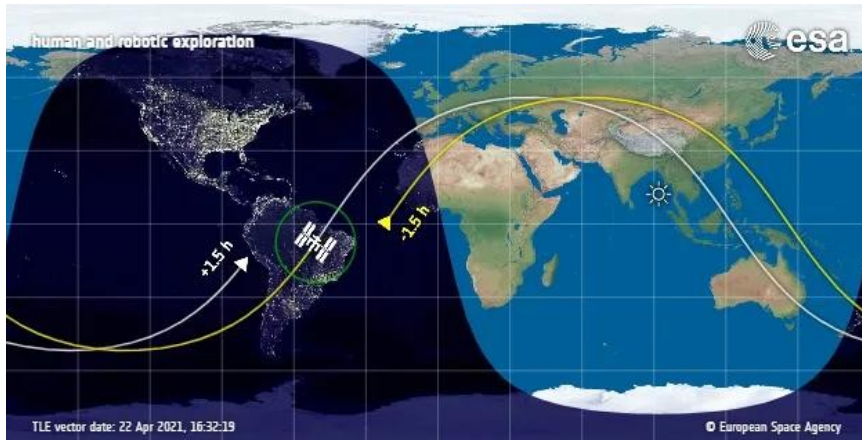 human and robotic exploration
esa
+1.5 h
-1.5 h
TLE vector date: 22 Apr 2021, 16:32:19
© European Space Agency